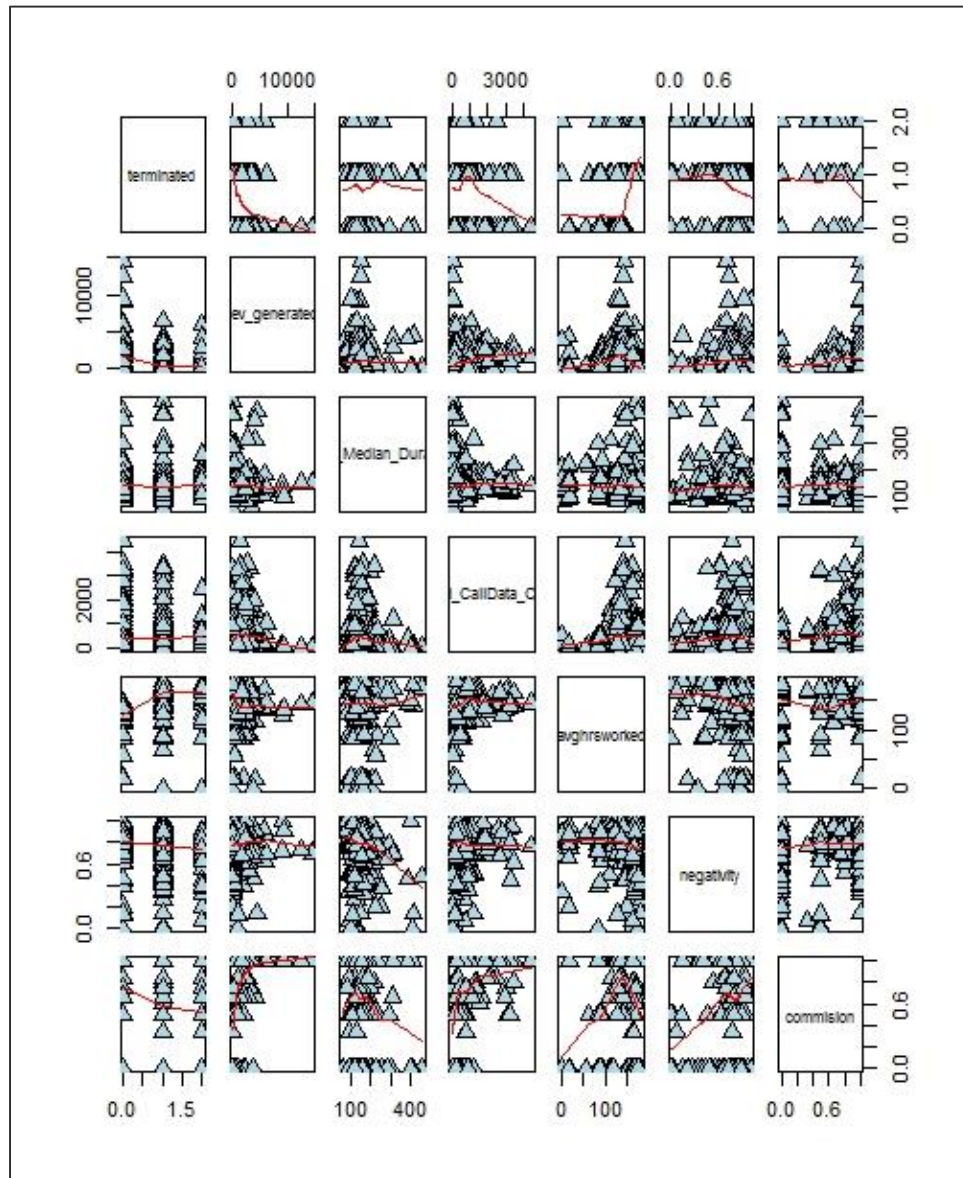 0 10000 0 3000 0.0 0.6
terminated 0.0 1.0 2.0
0 10000 ev_generated
_Median_Dura 100 300
0 2000 l_CallData_C
avghrsworked 0 100
0.0 0.6 negativity
commision 0.0 0.6
0.0 1.5 100 400 0 100 0.0 0.6